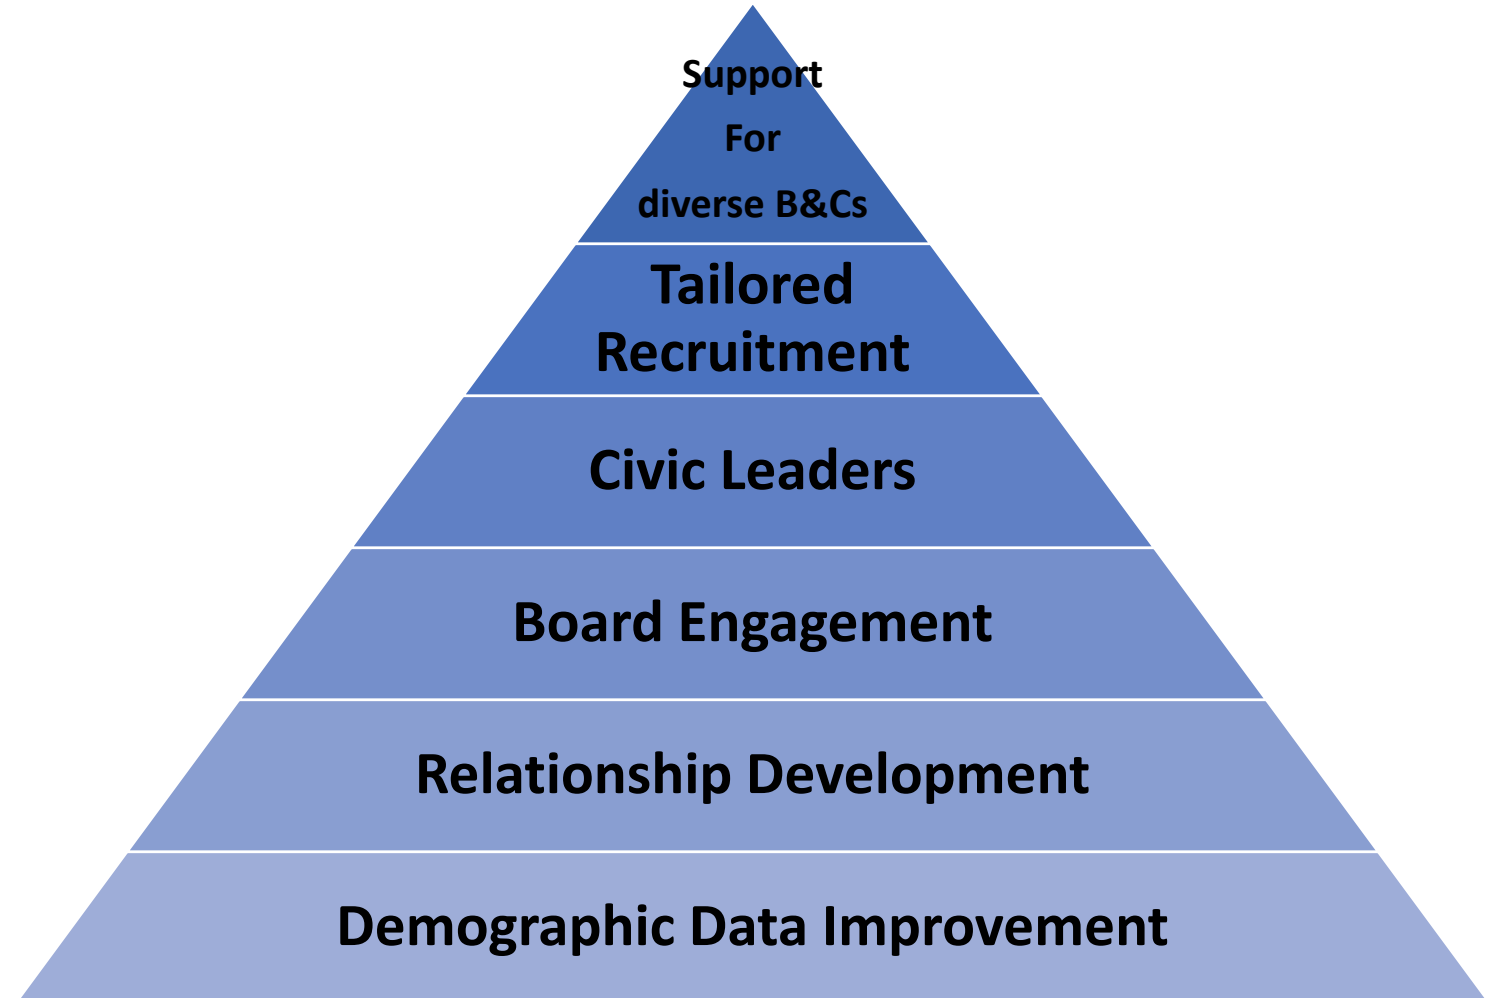 Support
For
diverse B&Cs
Tailored
Recruitment
Civic Leaders
Board Engagement
Relationship Development
Demographic Data Improvement